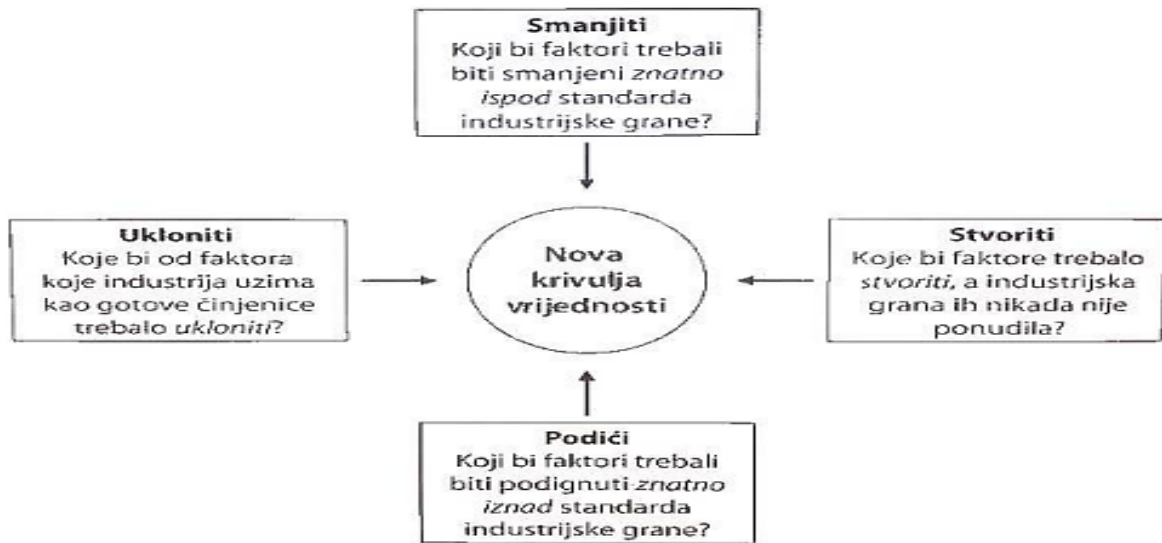 Smanjiti
Koji bi faktori trebali
biti smanjeni znatno
ispod standarda
industrijske grane?
Ukloniti
Koje bi od faktora
koje industrija uzima
kao gotove činjenice
trebalo ukloniti?
Nova
krivulja
vrijednosti
Stvoriti
Koje bi faktore trebalo
stvoriti, a industrijska
grana ih nikada nije
ponudila?
Podići
Koji bi faktori trebali
biti podignuti znatno
iznad standarda
industrijske grane?